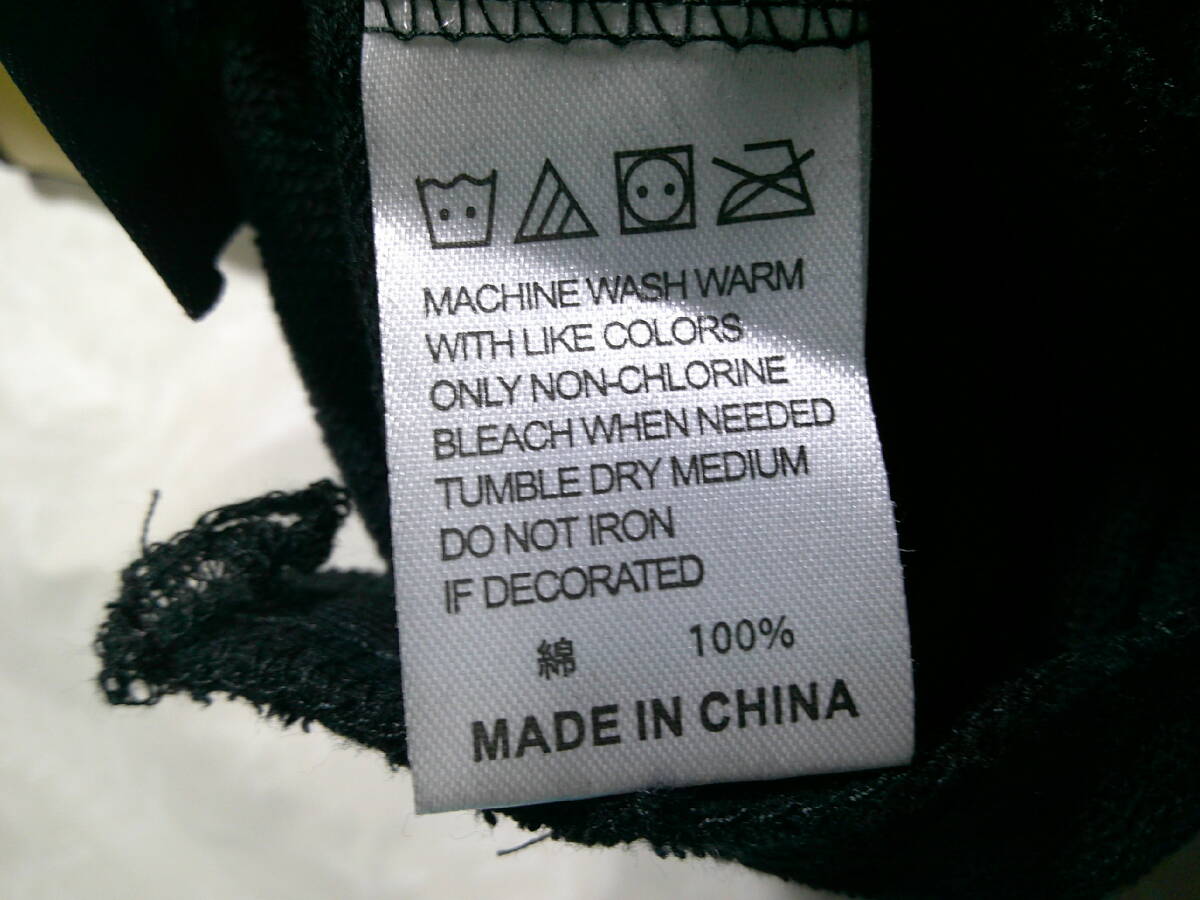 MACHINE WASH WARM
WITH LIKE COLORS
ONLY NON-CHLORINE
BLEACH WHEN NEEDED
TUMBLE DRY MEDIUM
DO NOT IRON
IF DECORATED
綿 100%
MADE IN CHINA